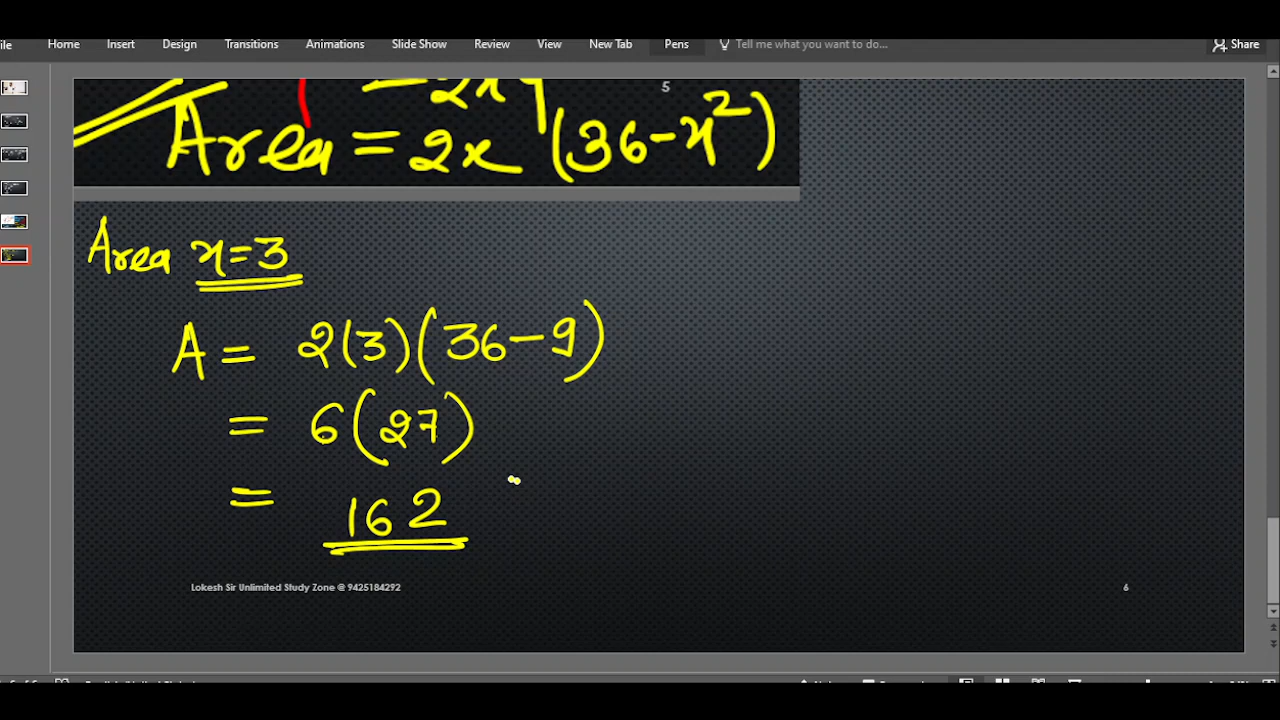 File Home Insert Design Transitions Animations Slide Show Review View New Tab Pens Tell me what you want to do... Share
5
= 2xy
Area = 2x (36-x²)
Area x=3
A = 2(3)(36-9)
= 6(27)
= 162
Lokesh Sir Unlimited Study Zone @ 9425184292
6